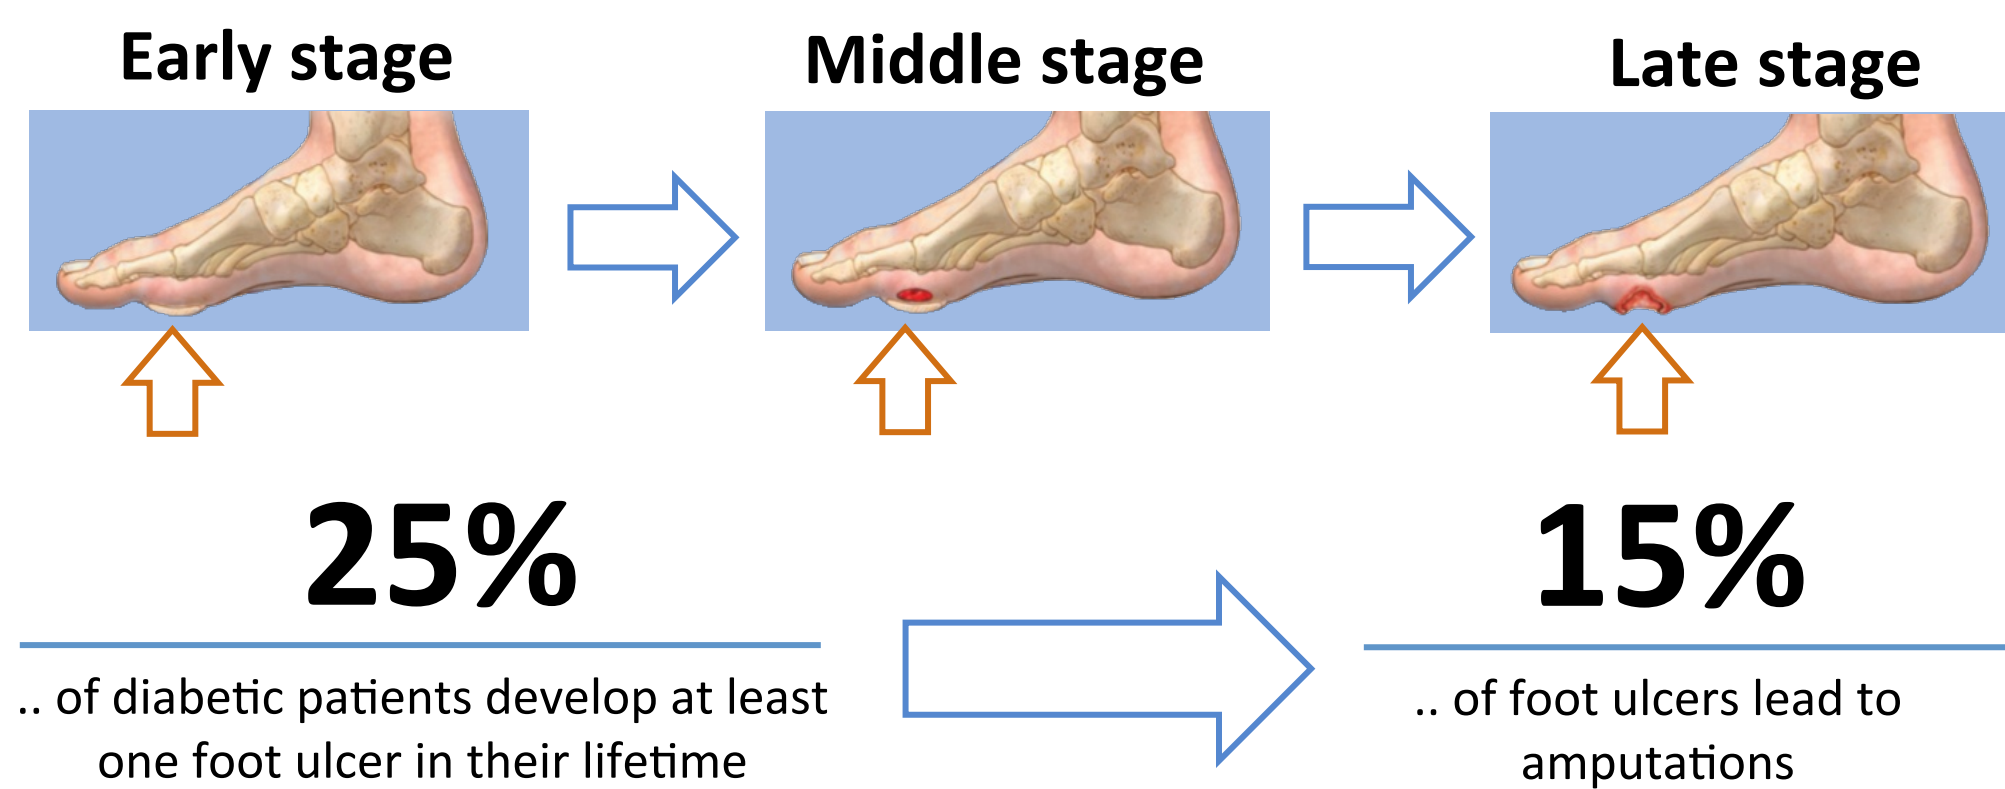 Early stage
Middle stage
Late stage
25%
.. of diabetic patients develop at least
one foot ulcer in their lifetime
15%
.. of foot ulcers lead to
amputations